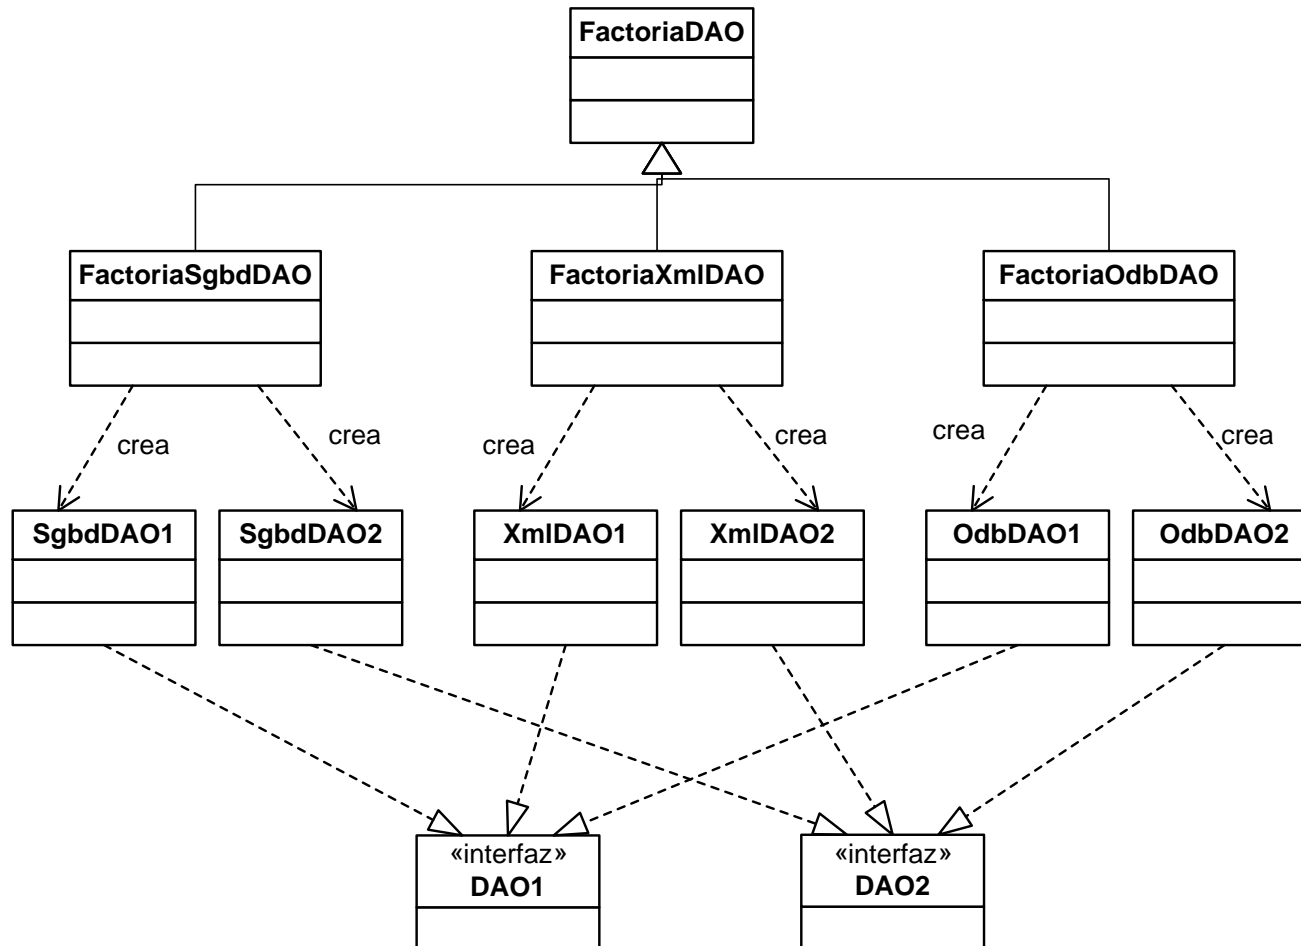 FactoriaDAO
FactoriaSgbdDAO
FactoriaXmlDAO
FactoriaOdbDAO
crea
crea
crea
crea
crea
crea
SgbdDAO1
SgbdDAO2
XmlDAO1
XmlDAO2
OdbDAO1
OdbDAO2
«interfaz»
DAO1
«interfaz»
DAO2